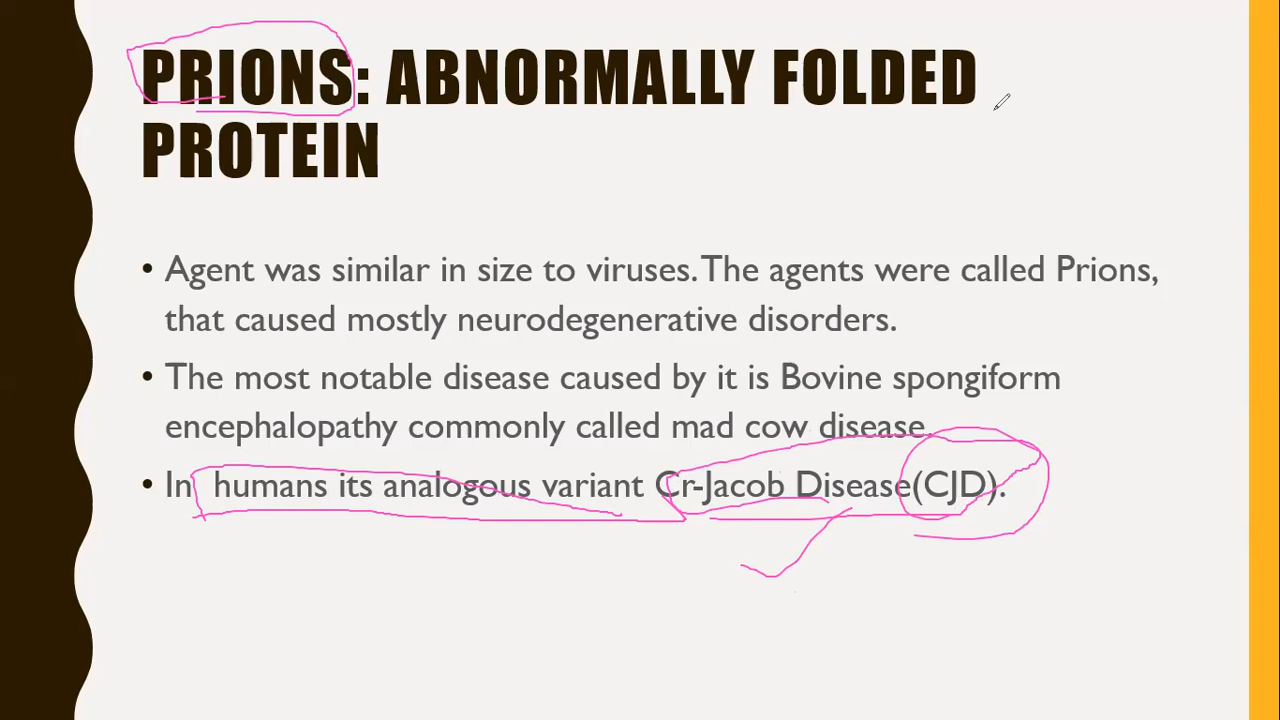 PRIONS: ABNORMALLY FOLDED
PROTEIN
• Agent was similar in size to viruses. The agents were called Prions,
that caused mostly neurodegenerative disorders.
• The most notable disease caused by it is Bovine spongiform
encephalopathy commonly called mad cow disease.
• In humans its analogous variant Cr-Jacob Disease(CJD).